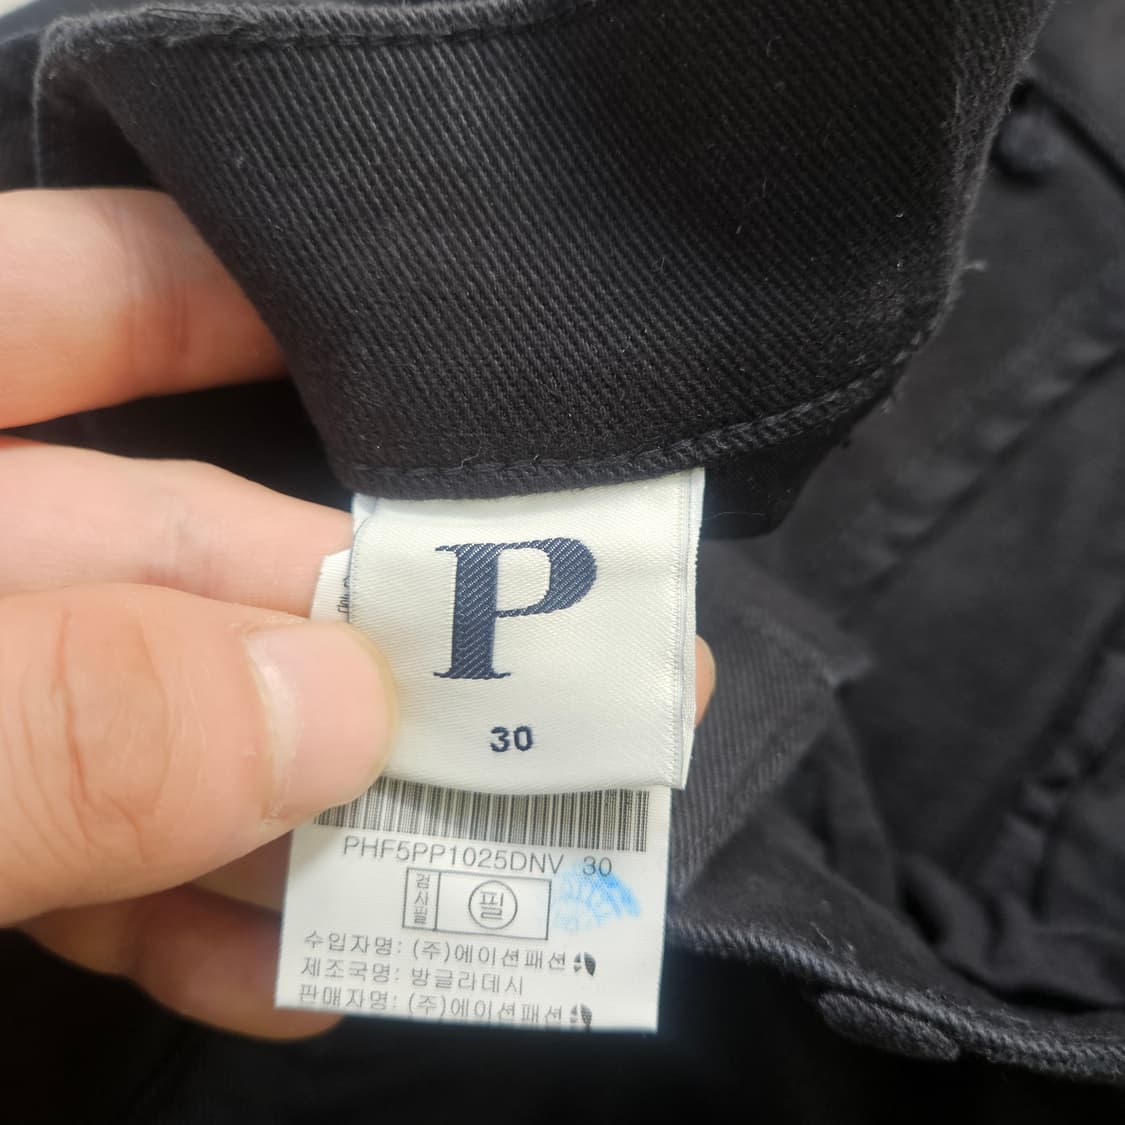 P
30
PHF5PP1025DNV 30
검사필 필
수입자명: (주)에이션패션
제조국명: 방글라데시
판매자명: (주)에이션패션